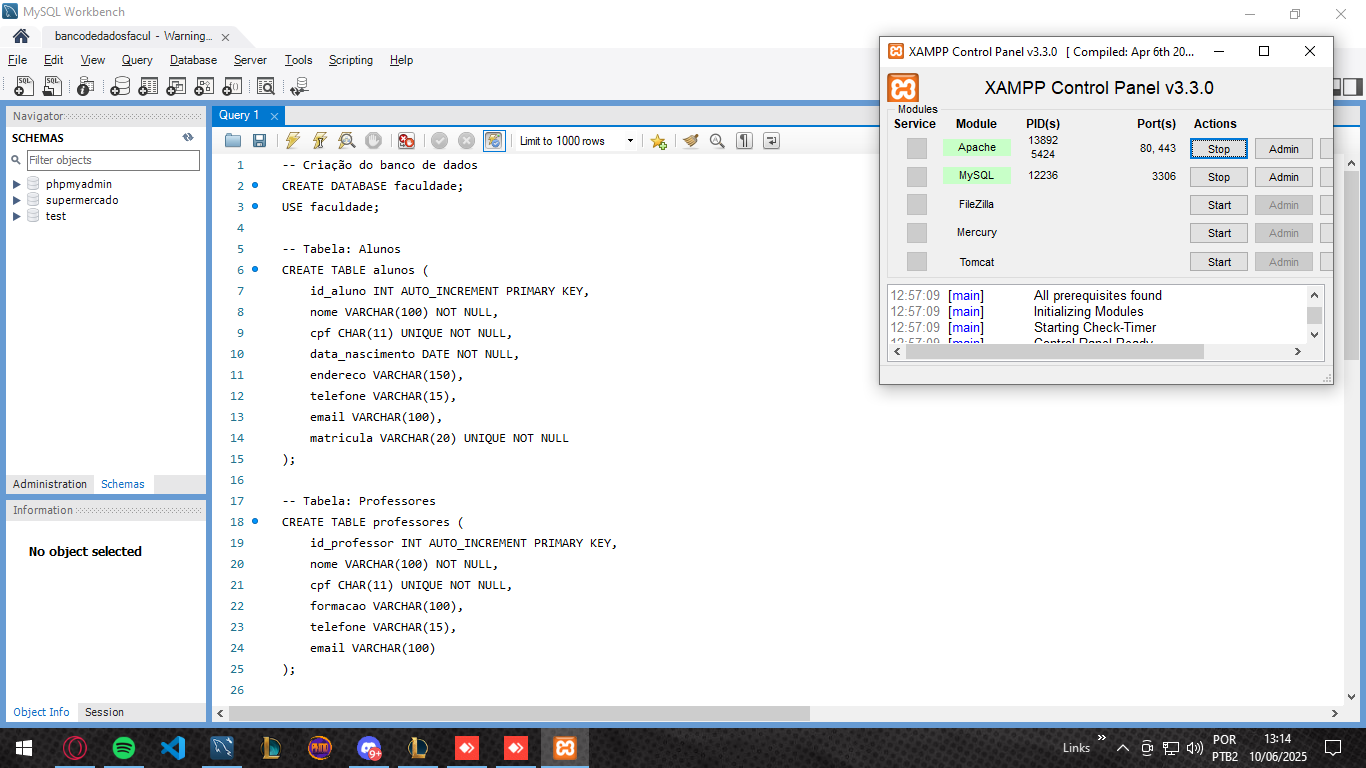 MySQL Workbench
bancodedadosfacul - Warning...
File Edit View Query Database Server Tools Scripting Help
Navigator
SCHEMAS
Filter objects
phpmyadmin
supermercado
test
Administration Schemas
Information
No object selected
Object Info Session
Query 1
Limit to 1000 rows
1 -- Criação do banco de dados
2 CREATE DATABASE faculdade;
3 USE faculdade;
4
5 -- Tabela: Alunos
6 CREATE TABLE alunos (
7 id_aluno INT AUTO_INCREMENT PRIMARY KEY,
8 nome VARCHAR(100) NOT NULL,
9 cpf CHAR(11) UNIQUE NOT NULL,
10 data_nascimento DATE NOT NULL,
11 endereco VARCHAR(150),
12 telefone VARCHAR(15),
13 email VARCHAR(100),
14 matricula VARCHAR(20) UNIQUE NOT NULL
15 );
16
17 -- Tabela: Professores
18 CREATE TABLE professores (
19 id_professor INT AUTO_INCREMENT PRIMARY KEY,
20 nome VARCHAR(100) NOT NULL,
21 cpf CHAR(11) UNIQUE NOT NULL,
22 formacao VARCHAR(100),
23 telefone VARCHAR(15),
24 email VARCHAR(100)
25 );
26
XAMPP Control Panel v3.3.0 [ Compiled: Apr 6th 20...
XAMPP Control Panel v3.3.0
Modules
Service Module PID(s) Port(s) Actions
Apache 13892 5424 80, 443 Stop Admin
MySQL 12236 3306 Stop Admin
FileZilla Start Admin
Mercury Start Admin
Tomcat Start Admin
12:57:09 [main] All prerequisites found
12:57:09 [main] Initializing Modules
12:57:09 [main] Starting Check-Timer
12:57:09 [main] Control Panel Ready
9+
Links
POR
PTB2
13:14
10/06/2025